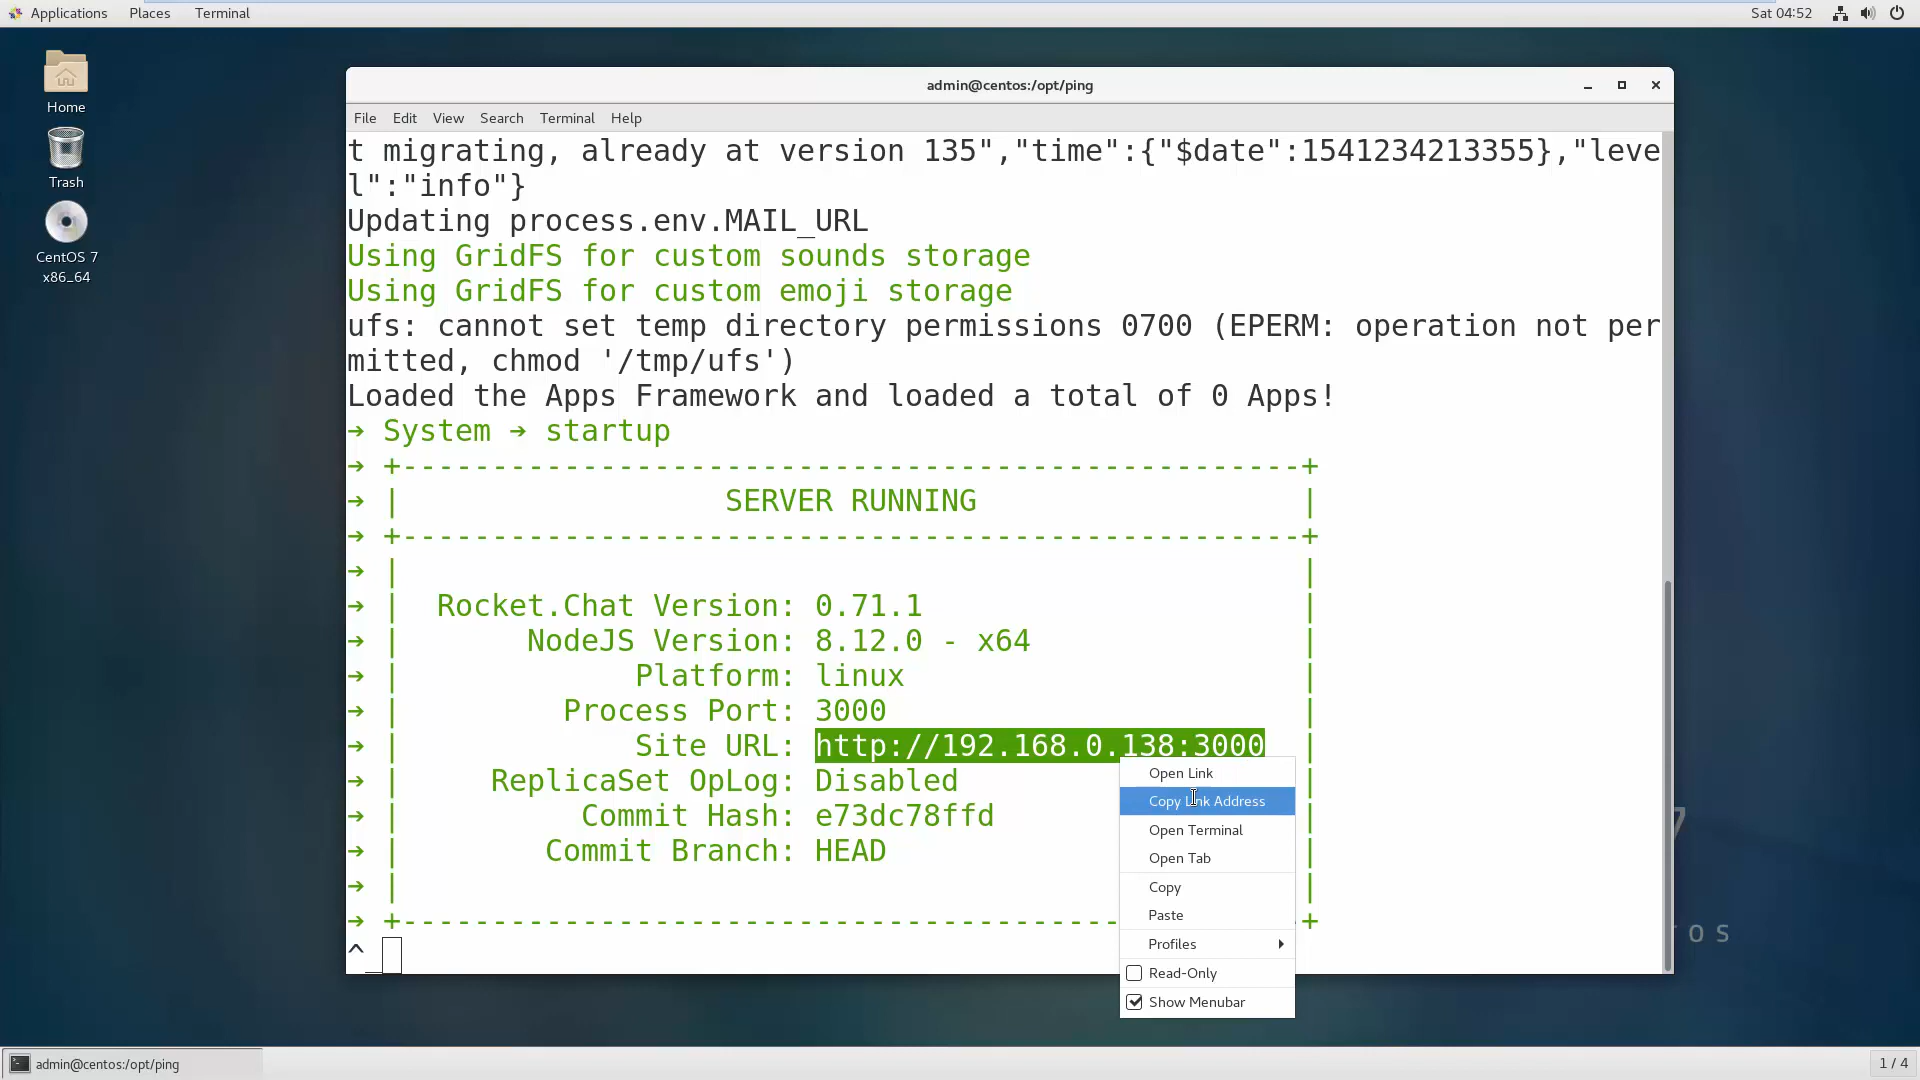 Applications Places Terminal Sat 04:52
Home
Trash
CentOS 7
x86_64
admin@centos:/opt/ping
File Edit View Search Terminal Help
t migrating, already at version 135","time":{"$date":1541234213355},"leve
l":"info"}
Updating process.env.MAIL_URL
Using GridFS for custom sounds storage
Using GridFS for custom emoji storage
ufs: cannot set temp directory permissions 0700 (EPERM: operation not per
mitted, chmod '/tmp/ufs')
Loaded the Apps Framework and loaded a total of 0 Apps!
➔ System ➔ startup
➔ +--------------------------------------------------+
➔ | SERVER RUNNING |
➔ +--------------------------------------------------+
➔ | |
➔ | Rocket.Chat Version: 0.71.1 |
➔ | NodeJS Version: 8.12.0 - x64 |
➔ | Platform: linux |
➔ | Process Port: 3000 |
➔ | Site URL: http://192.168.0.138:3000 |
➔ | ReplicaSet OpLog: Disabled |
➔ | Commit Hash: e73dc78ffd |
➔ | Commit Branch: HEAD |
➔ | |
➔ +--------------------------------------------------+
^_
Open Link
Copy Link Address
Open Terminal
Open Tab
Copy
Paste
Profiles
Read-Only
Show Menubar
7
OS
admin@centos:/opt/ping
1 / 4